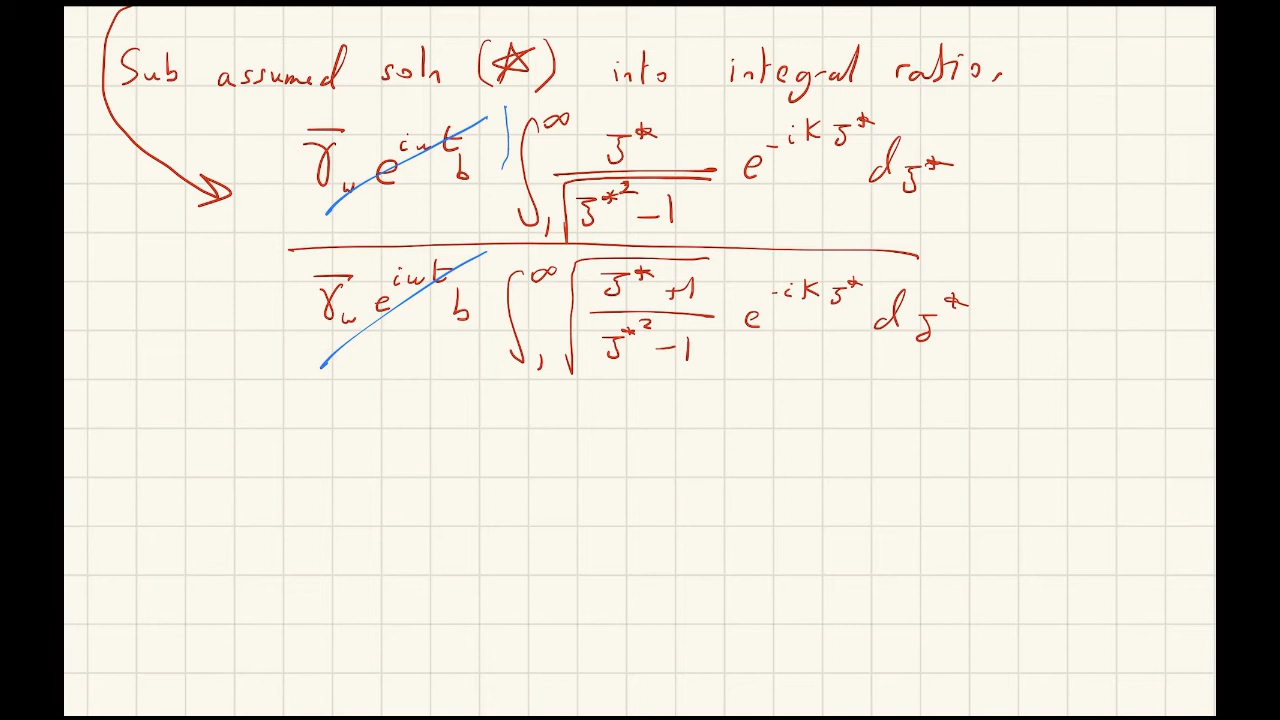 Sub assumed soln (☆) into integral ratio.
γ̄_w e^{iωt} b ∫_1^∞ ξ* / √(ξ*² − 1) e^{-iKξ*} dξ*
γ̄_w e^{iωt} b ∫_1^∞ √((ξ* + 1) / (ξ*² − 1)) e^{-iKξ*} dξ*